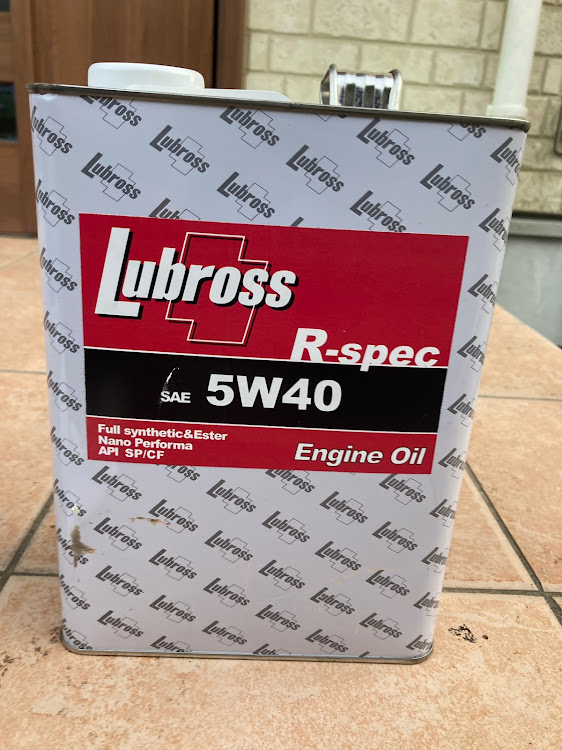 Lubross
R-spec
SAE 5W40
Full synthetic&Ester
Nano Performa
API SP/CF
Engine Oil